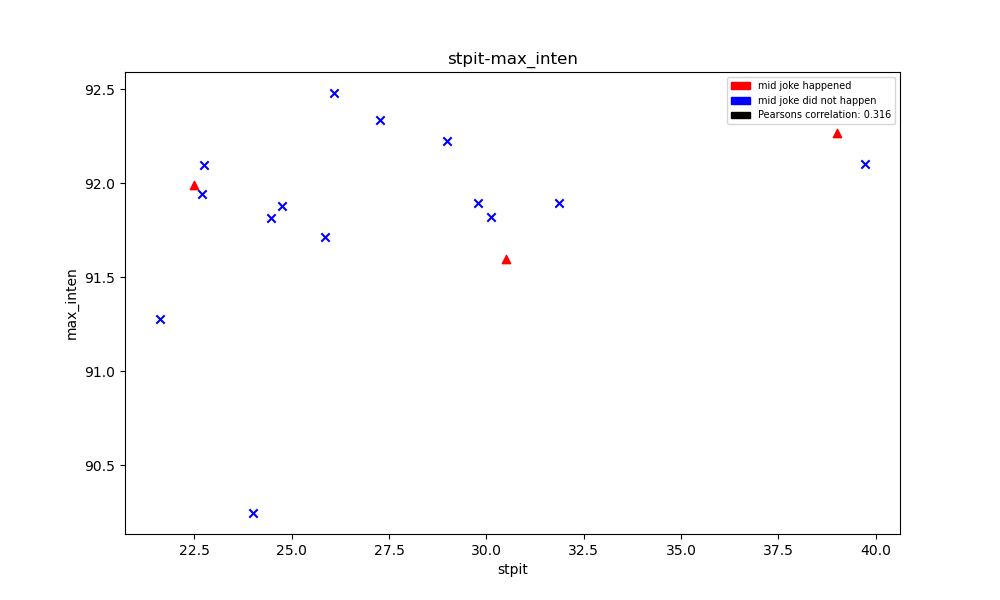 stpit-max_inten
mid joke happened
mid joke did not happen
Pearsons correlation: 0.316
92.5
92.0
91.5
91.0
90.5
max_inten
22.5 25.0 27.5 30.0 32.5 35.0 37.5 40.0
stpit